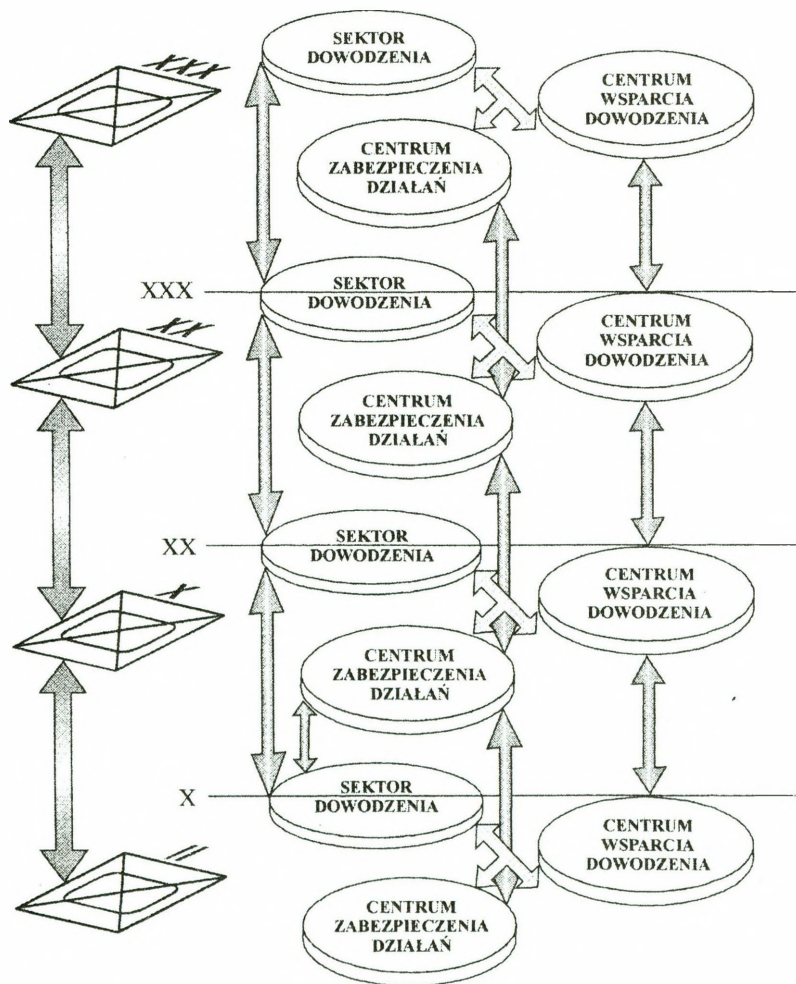 XXX
SEKTOR
DOWODZENIA
CENTRUM
WSPARCIA
DOWODZENIA
CENTRUM
ZABEZPIECZENIA
DZIAŁAŃ
XXX
SEKTOR
DOWODZENIA
CENTRUM
WSPARCIA
DOWODZENIA
XX
CENTRUM
ZABEZPIECZENIA
DZIAŁAŃ
XX
SEKTOR
DOWODZENIA
CENTRUM
WSPARCIA
DOWODZENIA
X
CENTRUM
ZABEZPIECZENIA
DZIAŁAŃ
X
SEKTOR
DOWODZENIA
CENTRUM
WSPARCIA
DOWODZENIA
II
CENTRUM
ZABEZPIECZENIA
DZIAŁAŃ